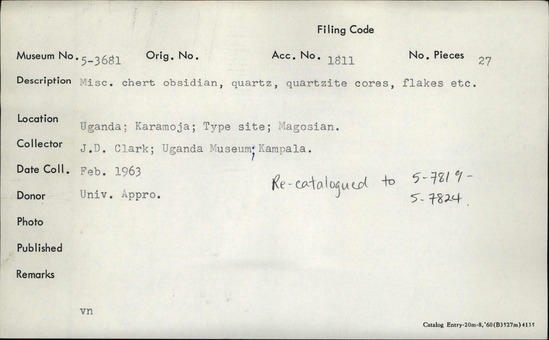 Filing Code
Museum No. 5-3681 Orig. No. Acc. No. 1811 No. Pieces 27
Description Misc. chert obsidian, quartz, quartzite cores, flakes etc.
Location Uganda; Karamoja; Type site; Magosian.
Collector J.D. Clark; Uganda Museum; Kampala.
Date Coll. Feb. 1963
Re-catalogued to 5-7819-
5-7824
Donor Univ. Appro.
Photo
Published
Remarks
vn
Catalog Entry-20m-8,'60(B3527m)4135